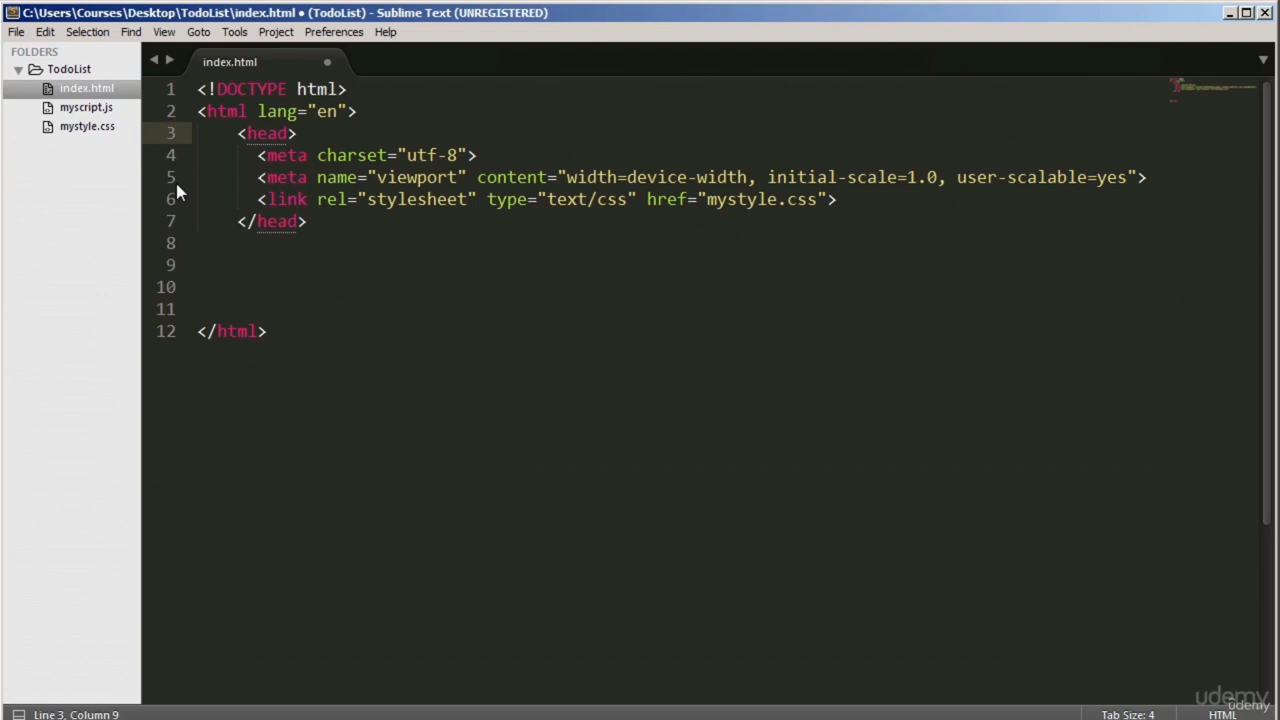 C:\Users\Courses\Desktop\TodoList\index.html • (TodoList) - Sublime Text (UNREGISTERED)
File Edit Selection Find View Goto Tools Project Preferences Help
FOLDERS
TodoList
index.html
myscript.js
mystyle.css
index.html
1 <!DOCTYPE html>
2 <html lang="en">
3 <head>
4 <meta charset="utf-8">
5 <meta name="viewport" content="width=device-width, initial-scale=1.0, user-scalable=yes">
6 <link rel="stylesheet" type="text/css" href="mystyle.css">
7 </head>
8
9
10
11
12 </html>
udemy
udemy
Line 3, Column 9 Tab Size: 4 HTML